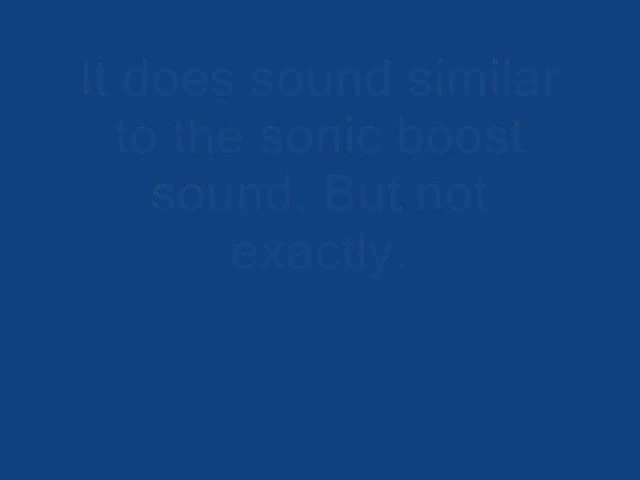 It does sound similar
to the sonic boost
sound. But not
exactly.